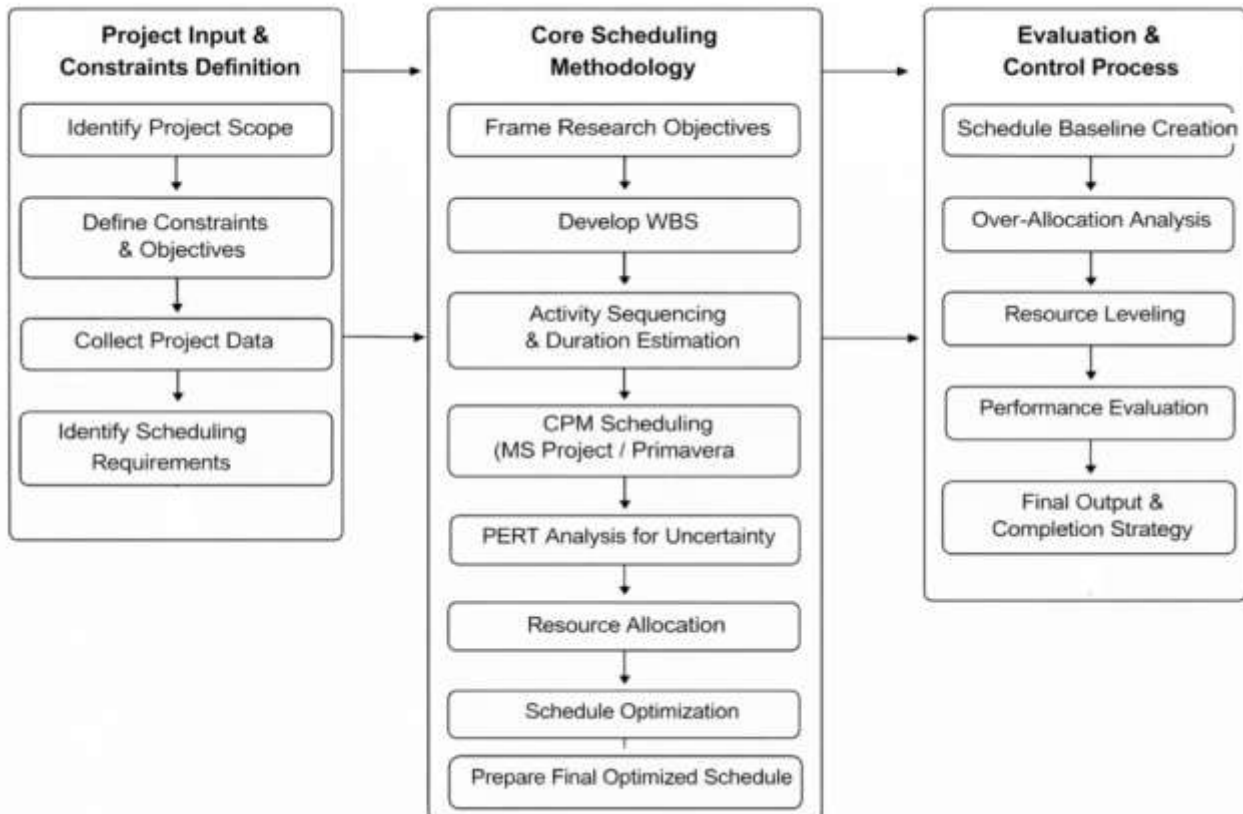 Project Input &
Constraints Definition
Identify Project Scope
Define Constraints
& Objectives
Collect Project Data
Identify Scheduling
Requirements
Core Scheduling
Methodology
Frame Research Objectives
Develop WBS
Activity Sequencing
& Duration Estimation
CPM Scheduling
(MS Project / Primavera
PERT Analysis for Uncertainty
Resource Allocation
Schedule Optimization
Prepare Final Optimized Schedule
Evaluation &
Control Process
Schedule Baseline Creation
Over-Allocation Analysis
Resource Leveling
Performance Evaluation
Final Output &
Completion Strategy